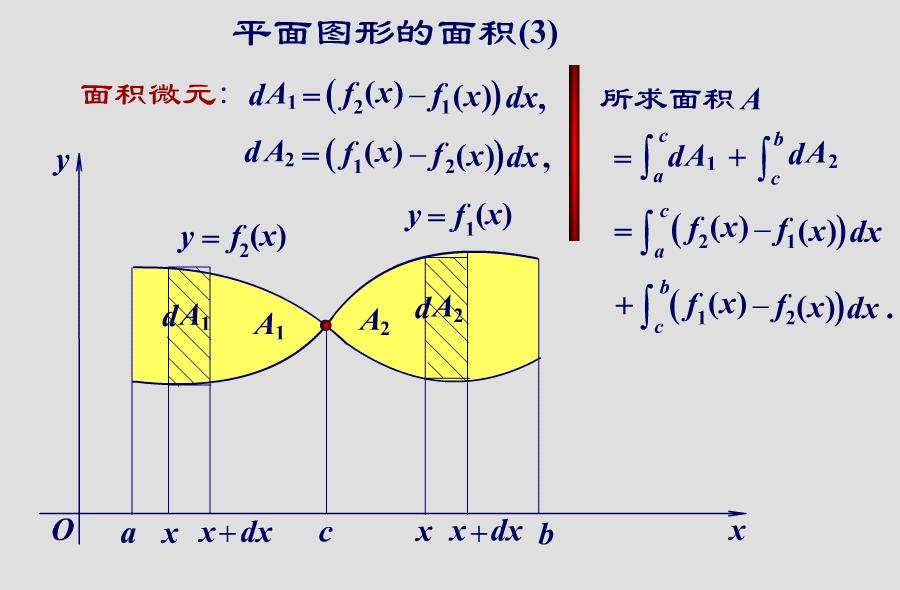 平面图形的面积(3)
面积微元: dA₁ = (f₂(x) – f₁(x))dx,
dA₂ = (f₁(x) – f₂(x))dx,
所求面积 A
= ∫ₐᶜ dA₁ + ∫꜀ᵇ dA₂
= ∫ₐᶜ (f₂(x) – f₁(x))dx
+ ∫꜀ᵇ (f₁(x) – f₂(x))dx .
y
y = f₂(x)
y = f₁(x)
dA₁
A₁
A₂
dA₂
O a x x+dx c x x+dx b x